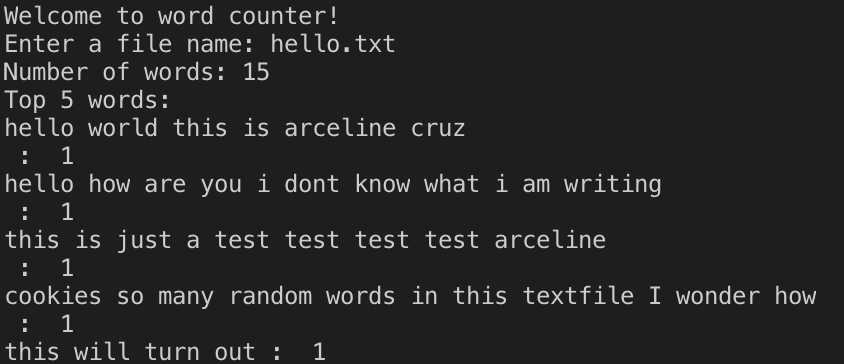 Welcome to word counter!
Enter a file name: hello.txt
Number of words: 15
Top 5 words:
hello world this is arceline cruz
 :  1
hello how are you i dont know what i am writing
 :  1
this is just a test test test test arceline
 :  1
cookies so many random words in this textfile I wonder how
 :  1
this will turn out :  1